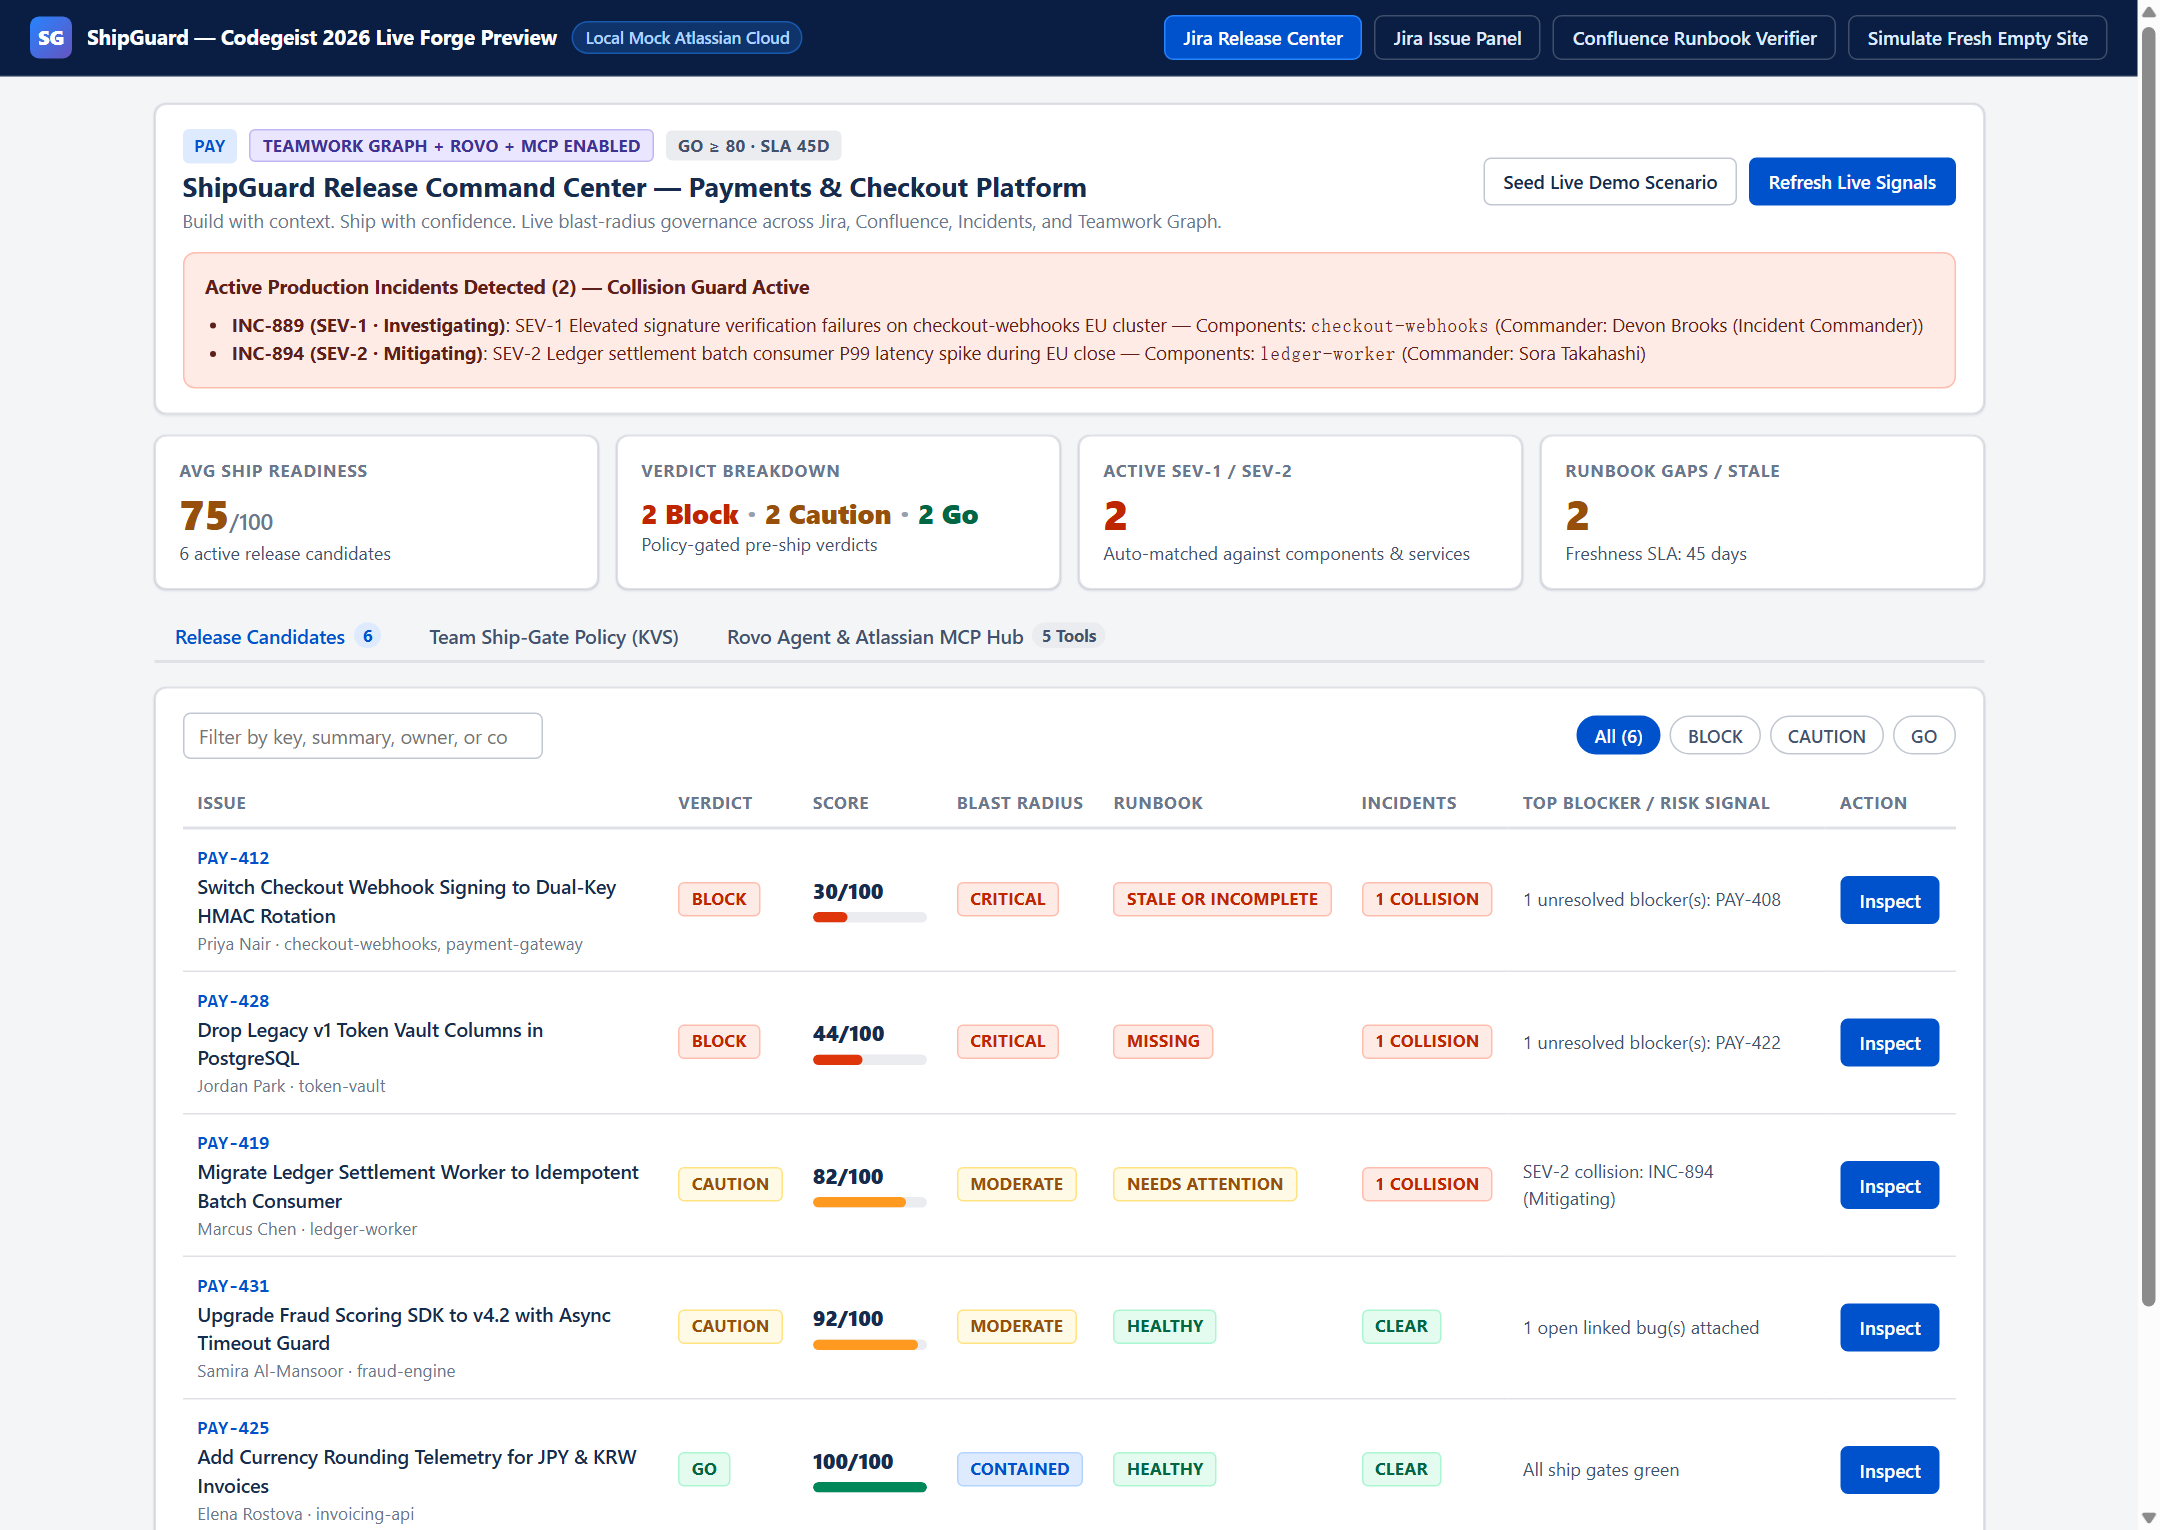 SG ShipGuard — Codegeist 2026 Live Forge Preview Local Mock Atlassian Cloud Jira Release Center Jira Issue Panel Confluence Runbook Verifier Simulate Fresh Empty Site
PAY TEAMWORK GRAPH + ROVO + MCP ENABLED GO ≥ 80 · SLA 45D
ShipGuard Release Command Center — Payments & Checkout Platform
Build with context. Ship with confidence. Live blast-radius governance across Jira, Confluence, Incidents, and Teamwork Graph.
Seed Live Demo Scenario Refresh Live Signals
Active Production Incidents Detected (2) — Collision Guard Active
• INC-889 (SEV-1 · Investigating): SEV-1 Elevated signature verification failures on checkout-webhooks EU cluster — Components: checkout-webhooks (Commander: Devon Brooks (Incident Commander))
• INC-894 (SEV-2 · Mitigating): SEV-2 Ledger settlement batch consumer P99 latency spike during EU close — Components: ledger-worker (Commander: Sora Takahashi)
AVG SHIP READINESS
75/100
6 active release candidates
VERDICT BREAKDOWN
2 Block · 2 Caution · 2 Go
Policy-gated pre-ship verdicts
ACTIVE SEV-1 / SEV-2
2
Auto-matched against components & services
RUNBOOK GAPS / STALE
2
Freshness SLA: 45 days
Release Candidates 6 Team Ship-Gate Policy (KVS) Rovo Agent & Atlassian MCP Hub 5 Tools
Filter by key, summary, owner, or co
All (6) BLOCK CAUTION GO
ISSUE VERDICT SCORE BLAST RADIUS RUNBOOK INCIDENTS TOP BLOCKER / RISK SIGNAL ACTION
PAY-412
Switch Checkout Webhook Signing to Dual-Key
HMAC Rotation
Priya Nair · checkout-webhooks, payment-gateway
BLOCK 30/100 CRITICAL STALE OR INCOMPLETE 1 COLLISION 1 unresolved blocker(s): PAY-408 Inspect
PAY-428
Drop Legacy v1 Token Vault Columns in
PostgreSQL
Jordan Park · token-vault
BLOCK 44/100 CRITICAL MISSING 1 COLLISION 1 unresolved blocker(s): PAY-422 Inspect
PAY-419
Migrate Ledger Settlement Worker to Idempotent
Batch Consumer
Marcus Chen · ledger-worker
CAUTION 82/100 MODERATE NEEDS ATTENTION 1 COLLISION SEV-2 collision: INC-894
(Mitigating)
Inspect
PAY-431
Upgrade Fraud Scoring SDK to v4.2 with Async
Timeout Guard
Samira Al-Mansoor · fraud-engine
CAUTION 92/100 MODERATE HEALTHY CLEAR 1 open linked bug(s) attached Inspect
PAY-425
Add Currency Rounding Telemetry for JPY & KRW
Invoices
Elena Rostova · invoicing-api
GO 100/100 CONTAINED HEALTHY CLEAR All ship gates green Inspect